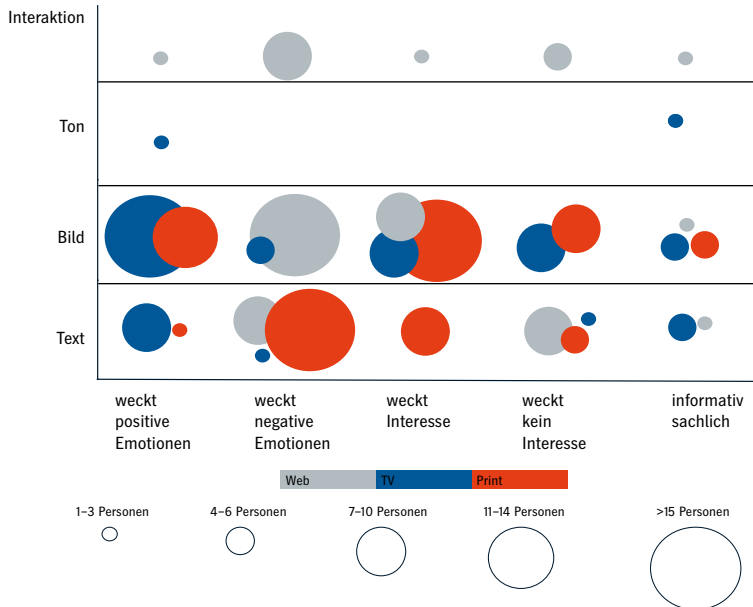 Interaktion
Ton
Bild
Text
weckt
positive
Emotionen
weckt
negative
Emotionen
weckt
Interesse
weckt
kein
Interesse
informativ
sachlich
Web
TV
Print
1–3 Personen
4–6 Personen
7–10 Personen
11–14 Personen
>15 Personen